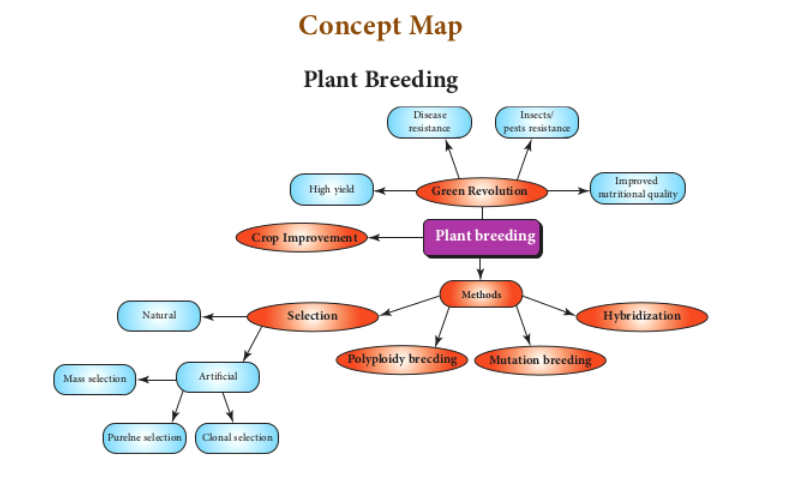 Concept Map
Plant Breeding
Disease
resistance
Insects/
pests resistance
High yield
Green Revolution
Improved
nutritional quality
Crop Improvement
Plant breeding
Methods
Natural
Selection
Hybridization
Polyploidy brecding
Mutation breeding
Mass selection
Artificial
Purelne selection
Clonal selection